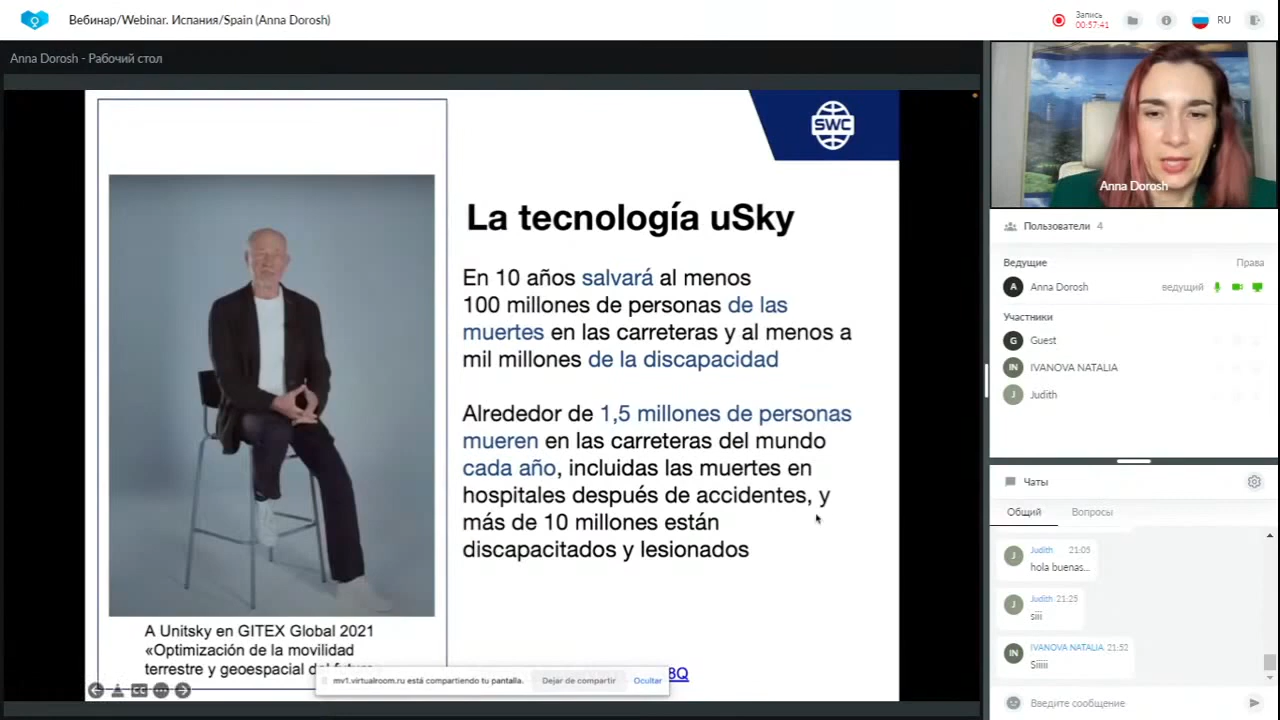 Вебинар/Webinar. Испания/Spain (Anna Dorosh)
Запись
00:57:41
RU
Anna Dorosh - Рабочий стол
SWC
La tecnología uSky
En 10 años salvará al menos
100 millones de personas de las
muertes en las carreteras y al menos a
mil millones de la discapacidad
Alrededor de 1,5 millones de personas
mueren en las carreteras del mundo
cada año, incluidas las muertes en
hospitales después de accidentes, y
más de 10 millones están
discapacitados y lesionados
A Unitsky en GITEX Global 2021
«Optimización de la movilidad
terrestre y geoespacial
8Q
mv1.virtualroom.ru está compartiendo tu pantalla.
Dejar de compartir
Ocultar
CC
Anna Dorosh
Пользователи 4
Ведущие
Права
A
Anna Dorosh
ведущий
Участники
G
Guest
IN
IVANOVA NATALIA
J
Judith
Чаты
Общий
Вопросы
J
Judith 21:05
hola buenas...
J
Judith 21:25
siii
IN
IVANOVA NATALIA 21:52
Siiiii
Введите сообщение